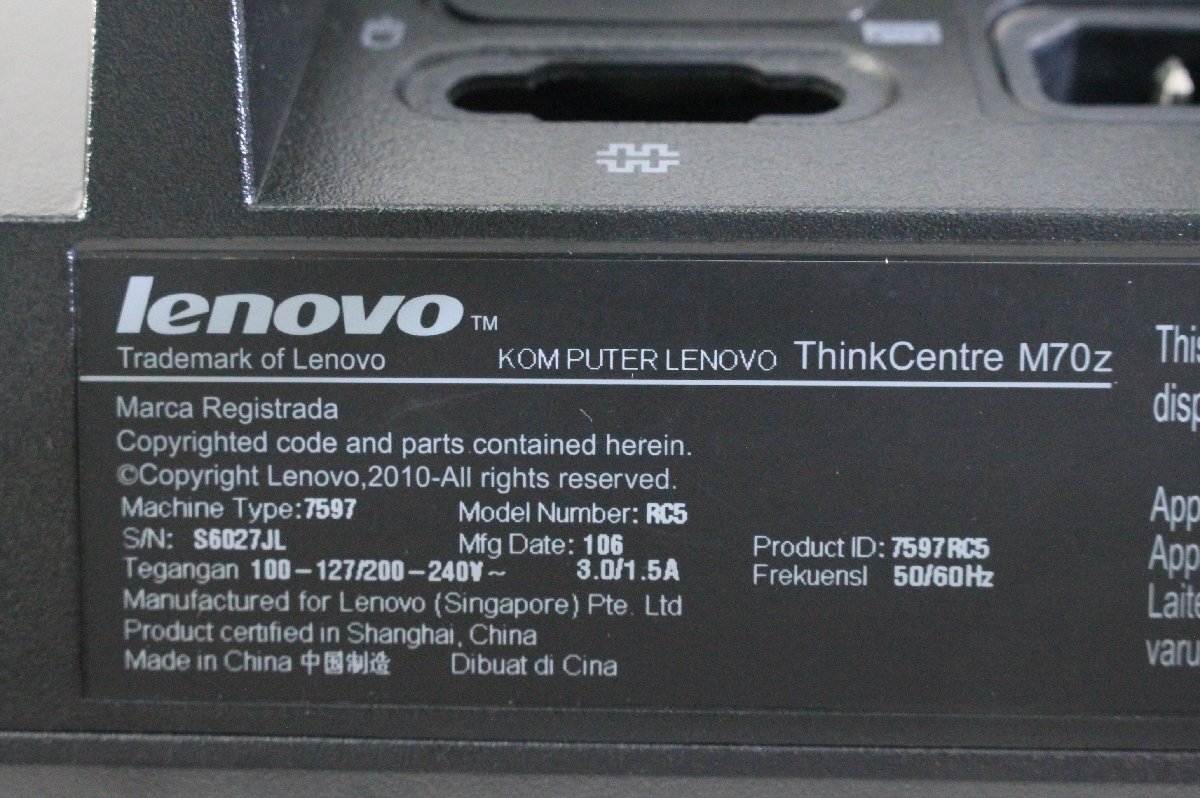 lenovo TM
Trademark of Lenovo KOM PUTER LENOVO ThinkCentre M70z
Marca Registrada
Copyrighted code and parts contained herein.
©Copyright Lenovo,2010-All rights reserved.
Machine Type:7597 Model Number: RC5
S/N: S6027JL Mfg Date: 106 Product ID: 7597RC5
Tegangan 100-127/200-240V~ 3.0/1.5A Frekuensl 50/60Hz
Manufactured for Lenovo (Singapore) Pte. Ltd
Product certified in Shanghai, China
Made in China 中国制造 Dibuat di Cina